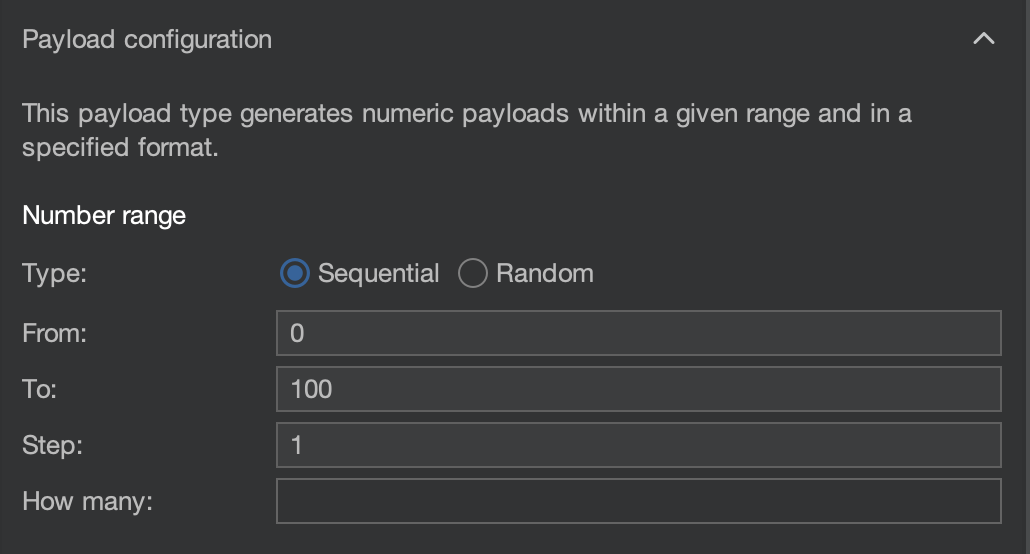 Payload configuration
This payload type generates numeric payloads within a given range and in a
specified format.
Number range
Type: Sequential Random
From: 0
To: 100
Step: 1
How many: